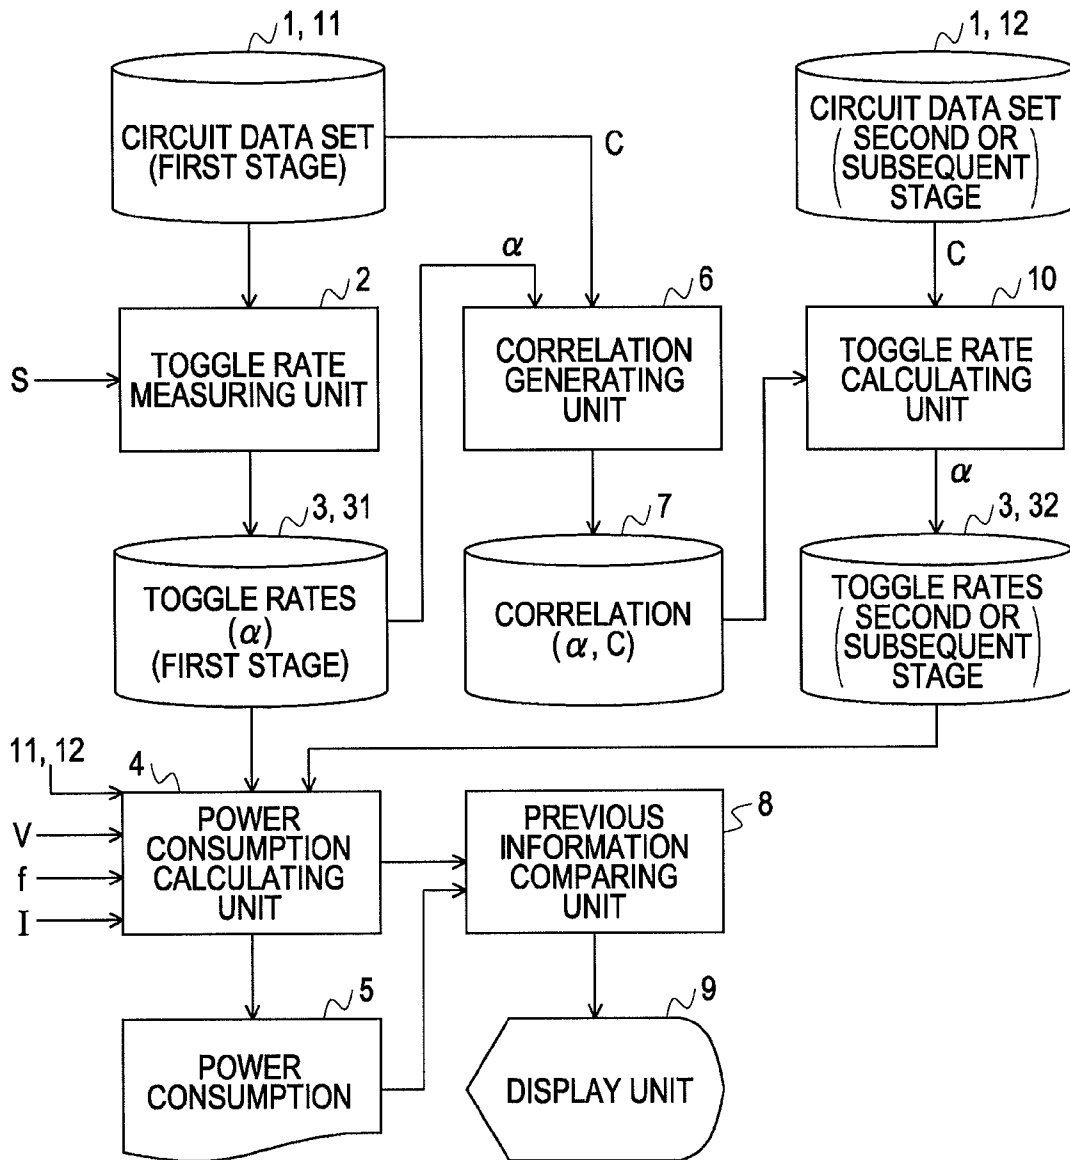 1, 11
CIRCUIT DATA SET
(FIRST STAGE)
C
1, 12
CIRCUIT DATA SET
(SECOND OR
SUBSEQUENT
STAGE)
C
α
2
TOGGLE RATE
MEASURING UNIT
S
6
CORRELATION
GENERATING
UNIT
10
TOGGLE RATE
CALCULATING
UNIT
α
3, 31
TOGGLE RATES
(α)
(FIRST STAGE)
7
CORRELATION
(α, C)
3, 32
TOGGLE RATES
(SECOND OR
SUBSEQUENT
STAGE)
11, 12
V
f
I
4
POWER
CONSUMPTION
CALCULATING
UNIT
8
PREVIOUS
INFORMATION
COMPARING
UNIT
5
POWER
CONSUMPTION
9
DISPLAY UNIT